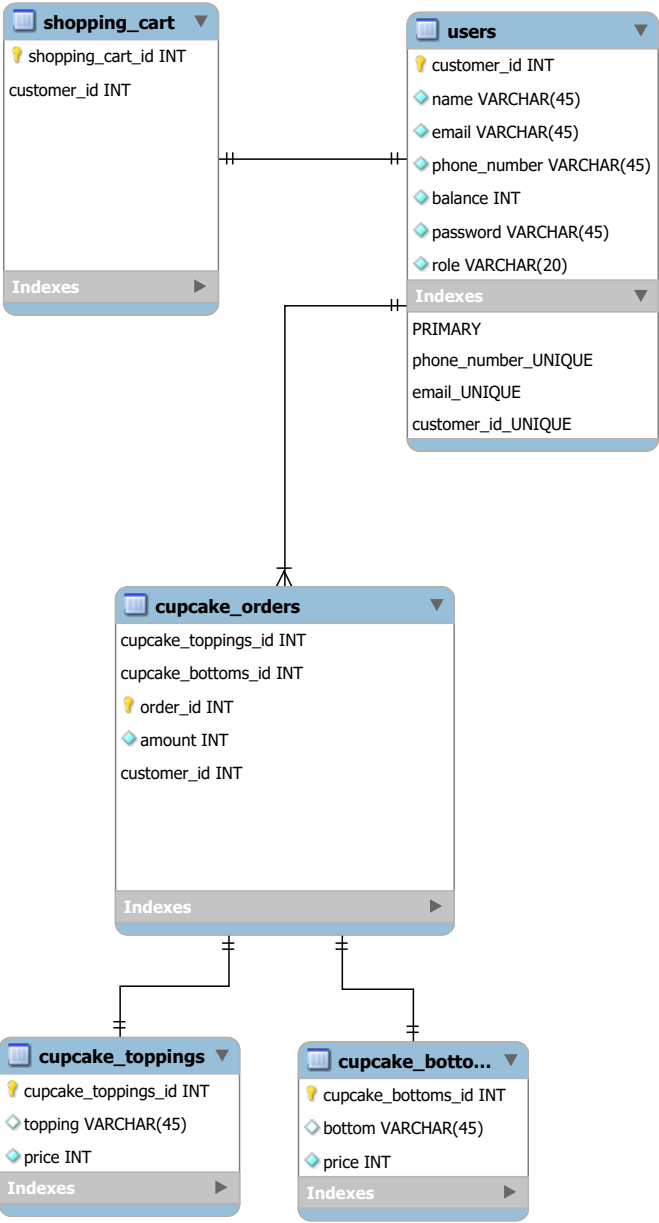 shopping_cart
shopping_cart_id INT
customer_id INT
Indexes
users
customer_id INT
name VARCHAR(45)
email VARCHAR(45)
phone_number VARCHAR(45)
balance INT
password VARCHAR(45)
role VARCHAR(20)
Indexes
PRIMARY
phone_number_UNIQUE
email_UNIQUE
customer_id_UNIQUE
cupcake_orders
cupcake_toppings_id INT
cupcake_bottoms_id INT
order_id INT
amount INT
customer_id INT
Indexes
cupcake_toppings
cupcake_toppings_id INT
topping VARCHAR(45)
price INT
Indexes
cupcake_botto...
cupcake_bottoms_id INT
bottom VARCHAR(45)
price INT
Indexes